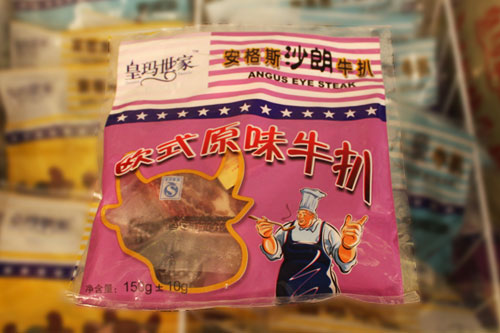 皇玛世家
安格斯沙朗牛扒
ANGUS EYE STEAK
欧式原味牛扒
净含量：150g±10g